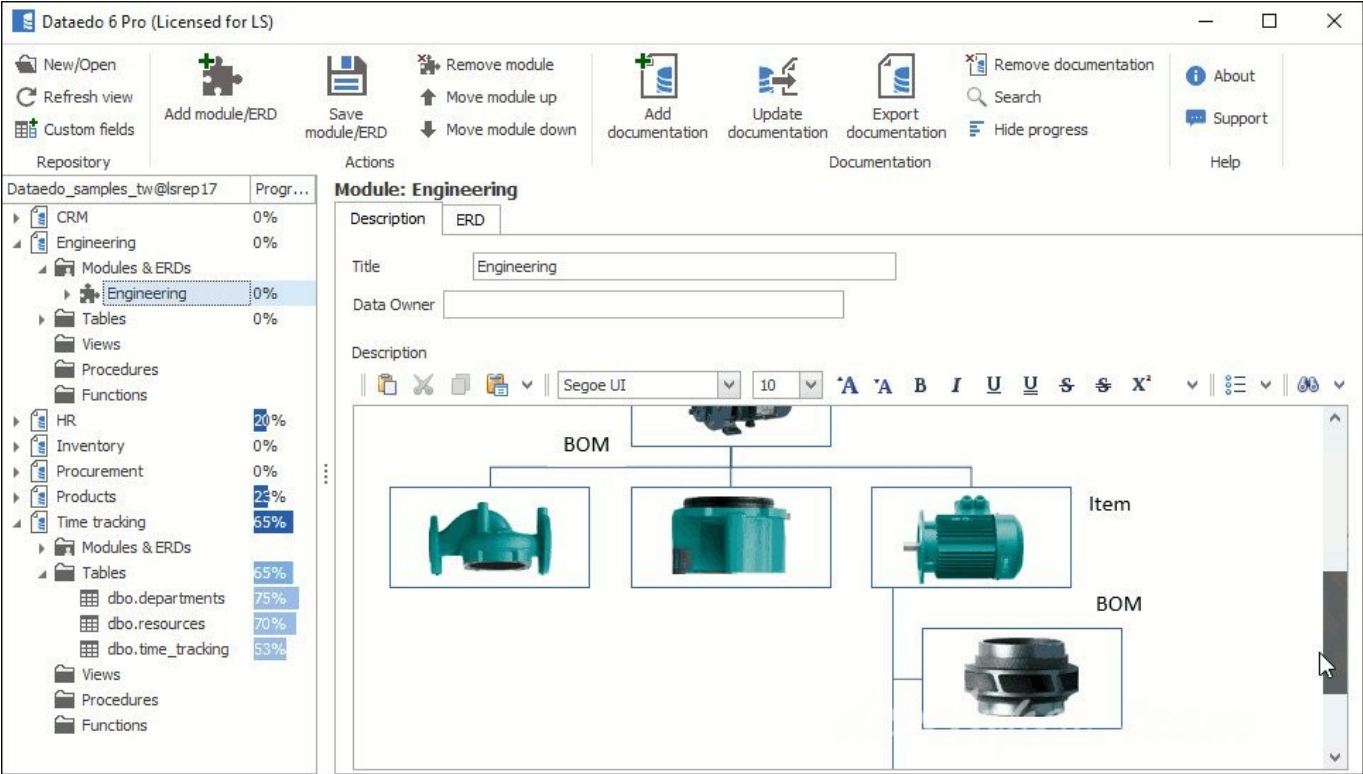 Dataedo 6 Pro (Licensed for LS)
New/Open
Refresh view
Custom fields
Repository
Add module/ERD
Save
module/ERD
Remove module
Move module up
Move module down
Actions
Add
documentation
Update
documentation
Export
documentation
Remove documentation
Search
Hide progress
Documentation
About
Support
Help
Dataedo_samples_tw@lsrep17 Progr...
CRM 0%
Engineering 0%
Modules & ERDs
Engineering 0%
Tables 0%
Views
Procedures
Functions
HR 20%
Inventory 0%
Procurement 0%
Products 23%
Time tracking 65%
Modules & ERDs
Tables 65%
dbo.departments 75%
dbo.resources 70%
dbo.time_tracking 53%
Views
Procedures
Functions
Module: Engineering
Description ERD
Title Engineering
Data Owner
Description
Segoe UI 10 A A B I U U S S X²
BOM
Item
BOM